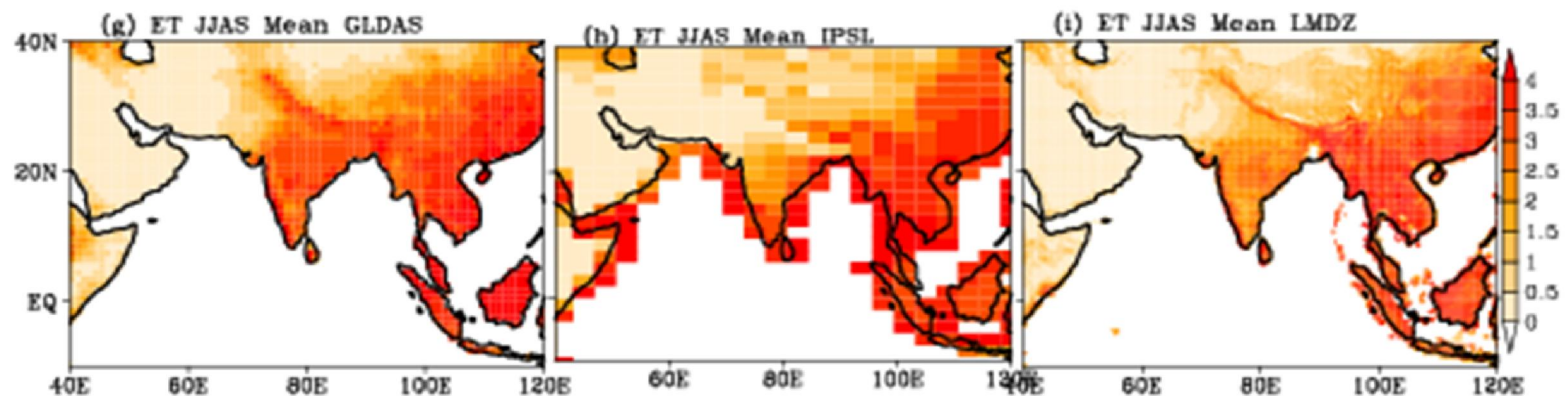 (g) ET JJAS Mean GLDAS
(h) ET JJAS Mean IPSL
(i) ET JJAS Mean LMDZ
40N
20N
EQ
40E 60E 80E 100E 120E
60E 80E 100E
60E 80E 100E 120E
4
3.5
3
2.5
2
1.5
1
0.5
0